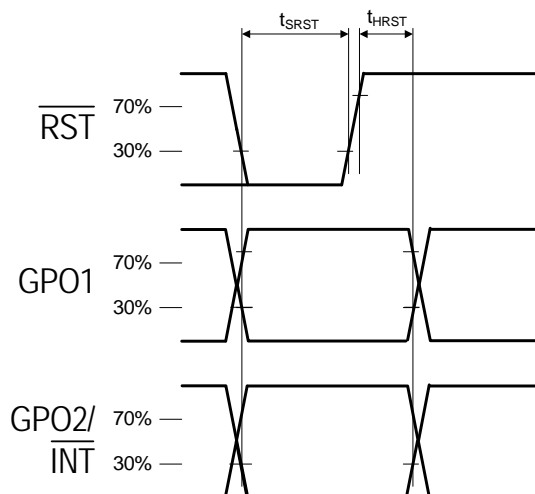 tSRST
tHRST
RST
70%
30%
GPO1
70%
30%
GPO2/
INT
70%
30%